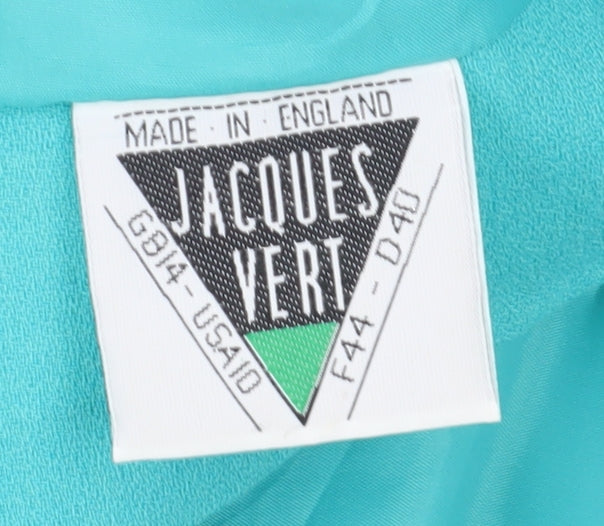 MADE · IN · ENGLAND
JACQUES
VERT
GB14 - USA10
F44 - D40